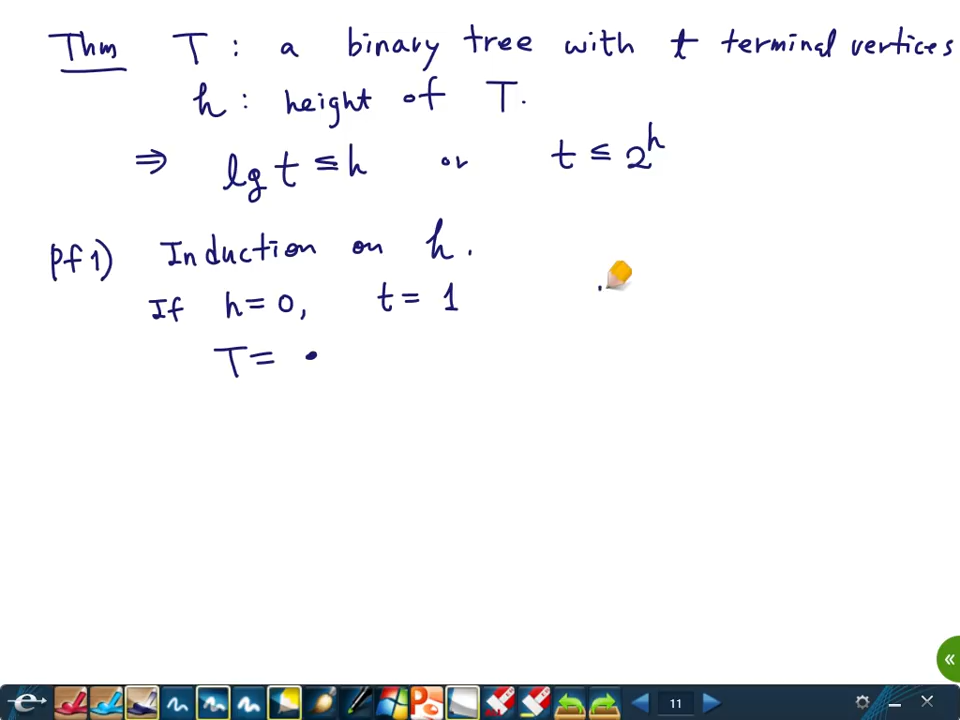 Thm T : a binary tree with t terminal vertices
h : height of T.
⇒ lg t ≤ h or t ≤ 2^h
Pf 1) Induction on h.
If h = 0, t = 1
T = •
11